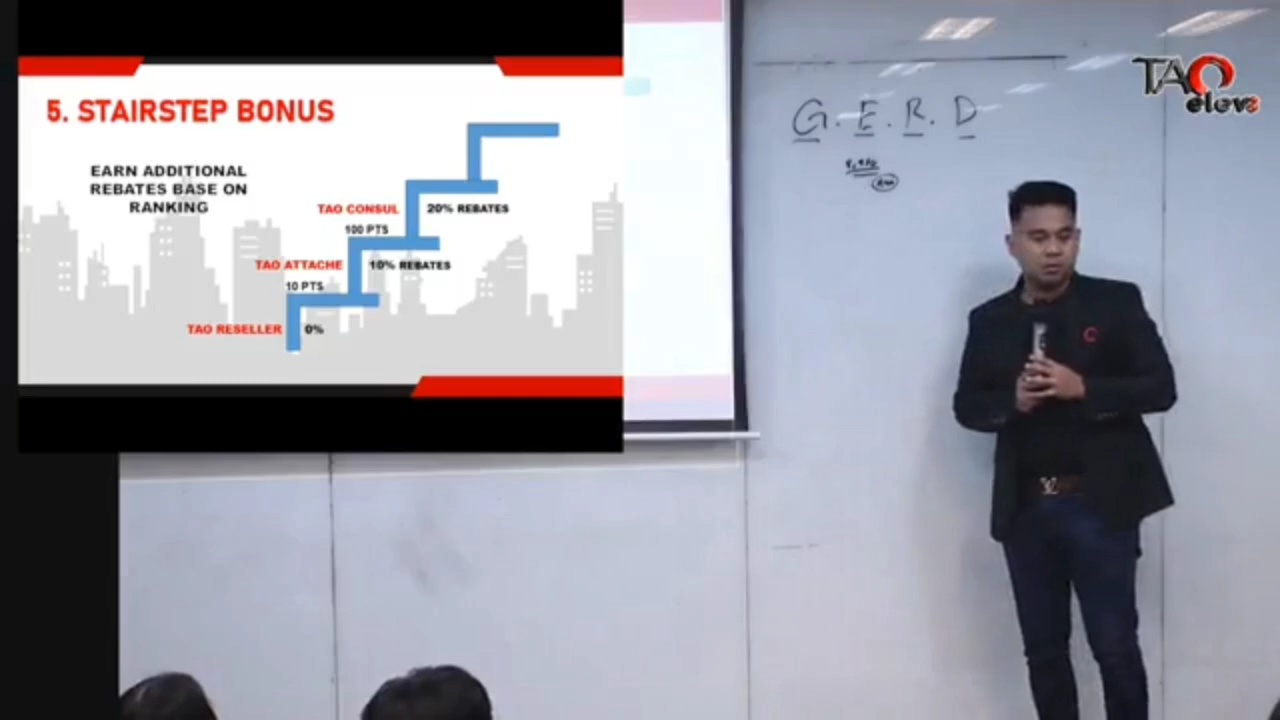 5. STAIRSTEP BONUS
EARN ADDITIONAL
REBATES BASE ON
RANKING
TAO CONSUL
20% REBATES
100 PTS
TAO ATTACHE
10% REBATES
10 PTS
TAO RESELLER
0%
G. E. R. D
TAO
elev8